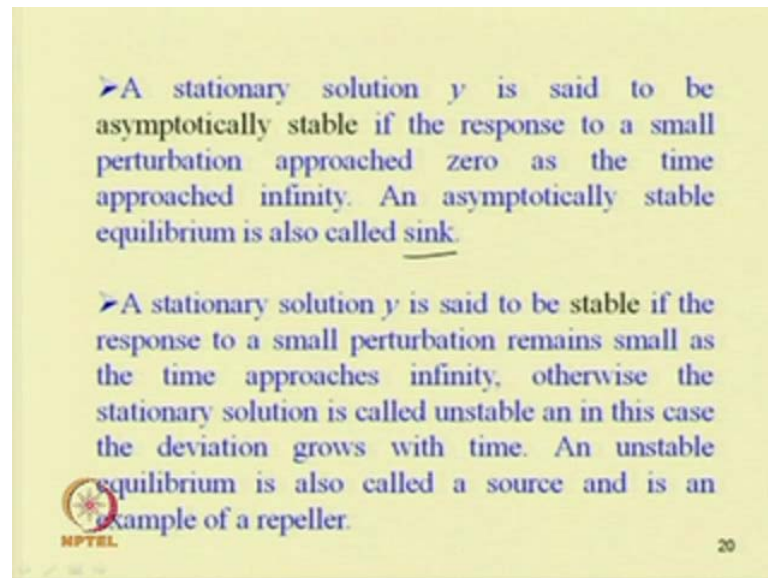 ➢A stationary solution y is said to be
asymptotically stable if the response to a small
perturbation approached zero as the time
approached infinity. An asymptotically stable
equilibrium is also called sink.
➢A stationary solution y is said to be stable if the
response to a small perturbation remains small as
the time approaches infinity, otherwise the
stationary solution is called unstable an in this case
the deviation grows with time. An unstable
equilibrium is also called a source and is an
example of a repeller.
NPTEL
20